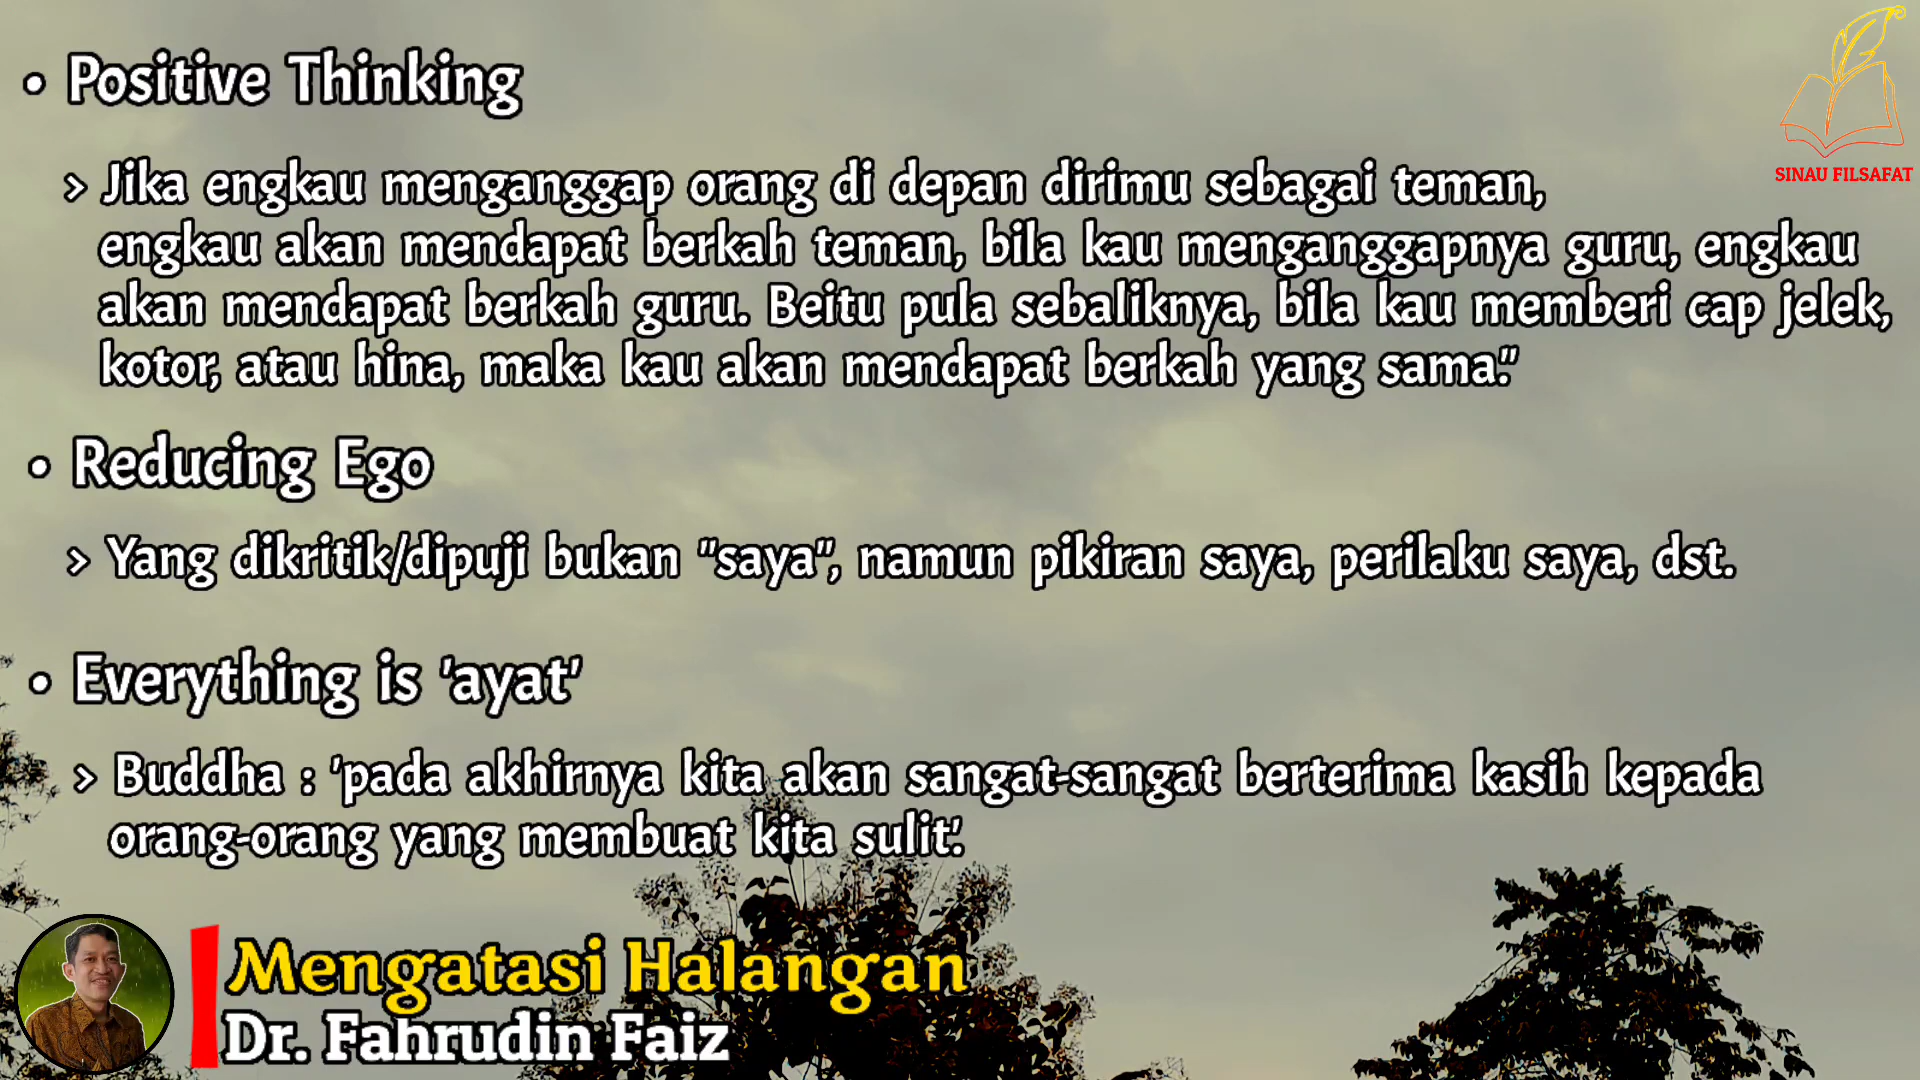 • Positive Thinking
SINAU FILSAFAT
> Jika engkau menganggap orang di depan dirimu sebagai teman,
engkau akan mendapat berkah teman, bila kau menganggapnya guru, engkau
akan mendapat berkah guru. Beitu pula sebaliknya, bila kau memberi cap jelek,
kotor, atau hina, maka kau akan mendapat berkah yang sama."
• Reducing Ego
> Yang dikritik/dipuji bukan "saya", namun pikiran saya, perilaku saya, dst.
• Everything is 'ayat'
> Buddha : 'pada akhirnya kita akan sangat-sangat berterima kasih kepada
orang-orang yang membuat kita sulit'.
Mengatasi Halangan
Dr. Fahrudin Faiz